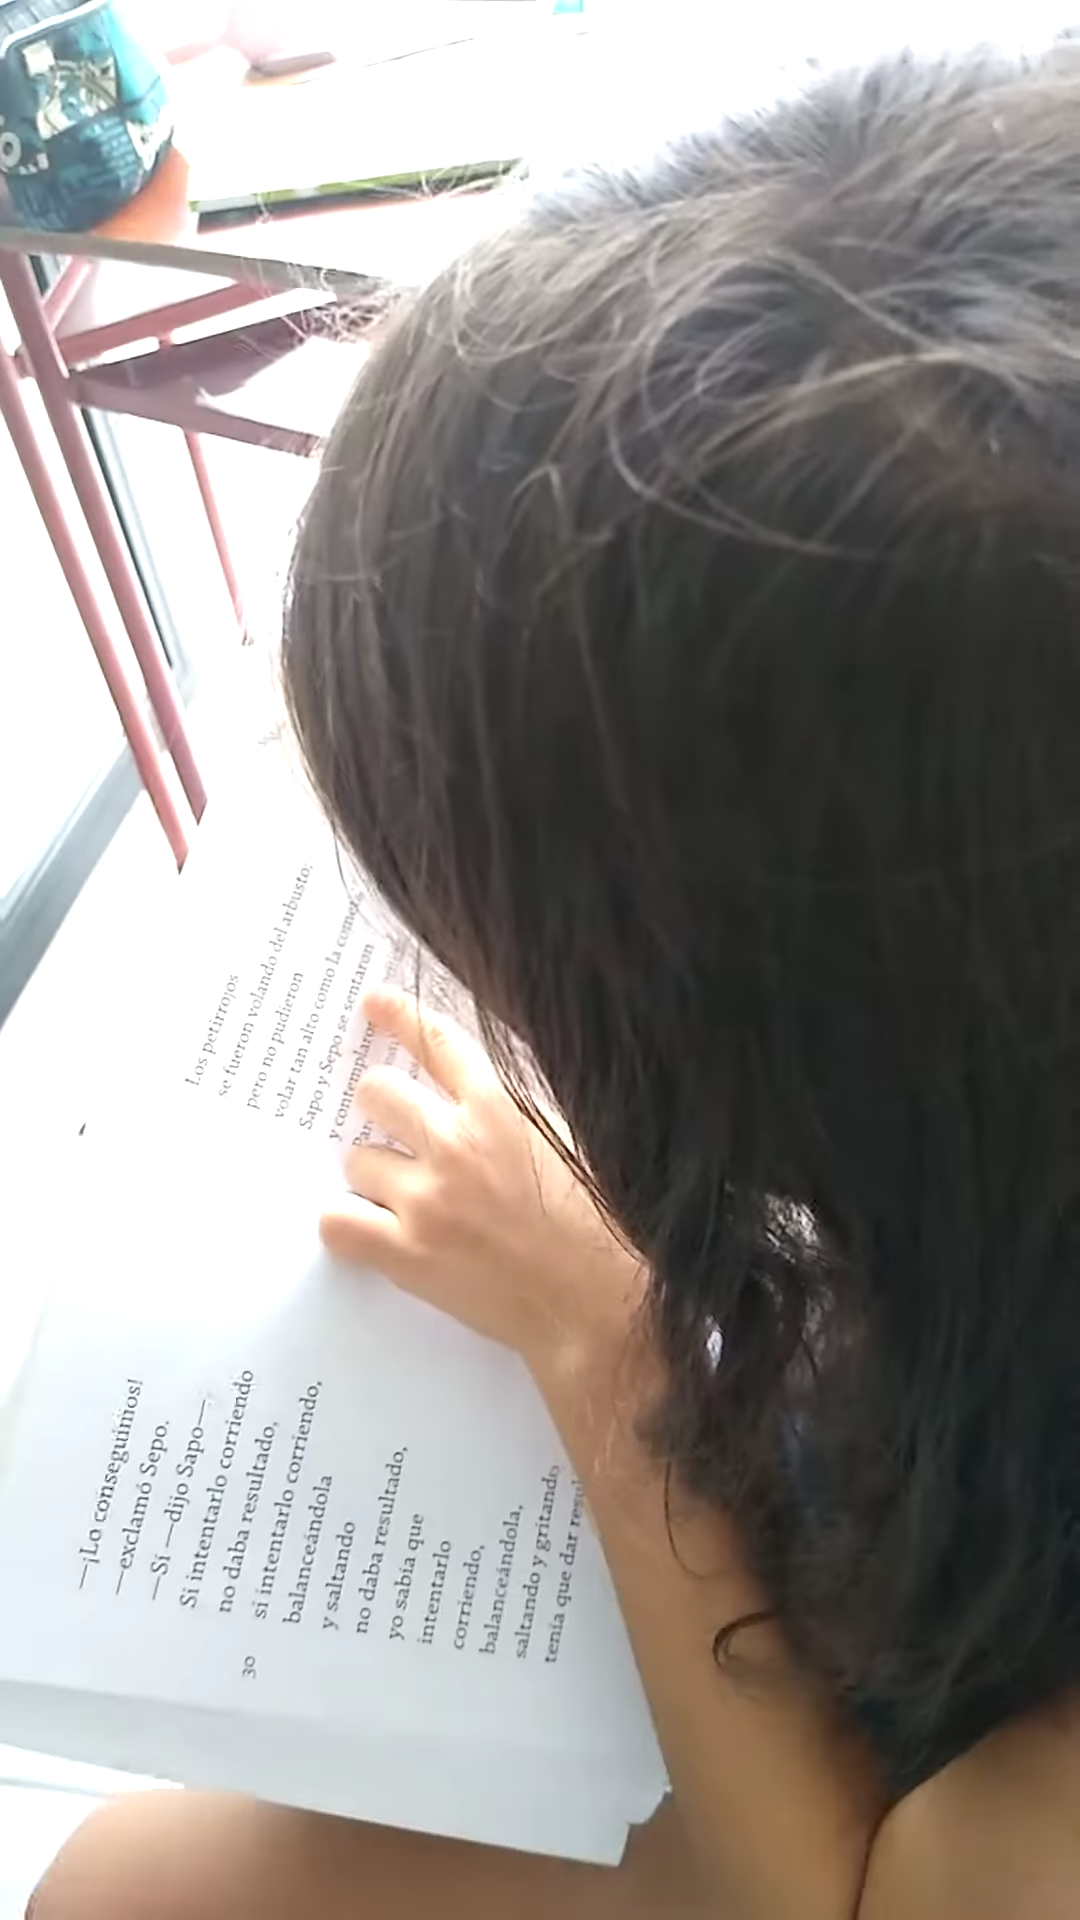 —¡Lo conseguimos!
—exclamó Sepo.
—Sí —dijo Sapo—.
Si intentarlo corriendo
no daba resultado,
si intentarlo corriendo,
balanceándola
y saltando
no daba resultado,
yo sabía que
intentarlo
corriendo,
balanceándola,
saltando y gritando
tenía que dar
30
Los petirrojos
se fueron volando del arbusto;
pero no pudieron
volar tan alto como la
Sapo y Sepo se sentaron
y contemplaron